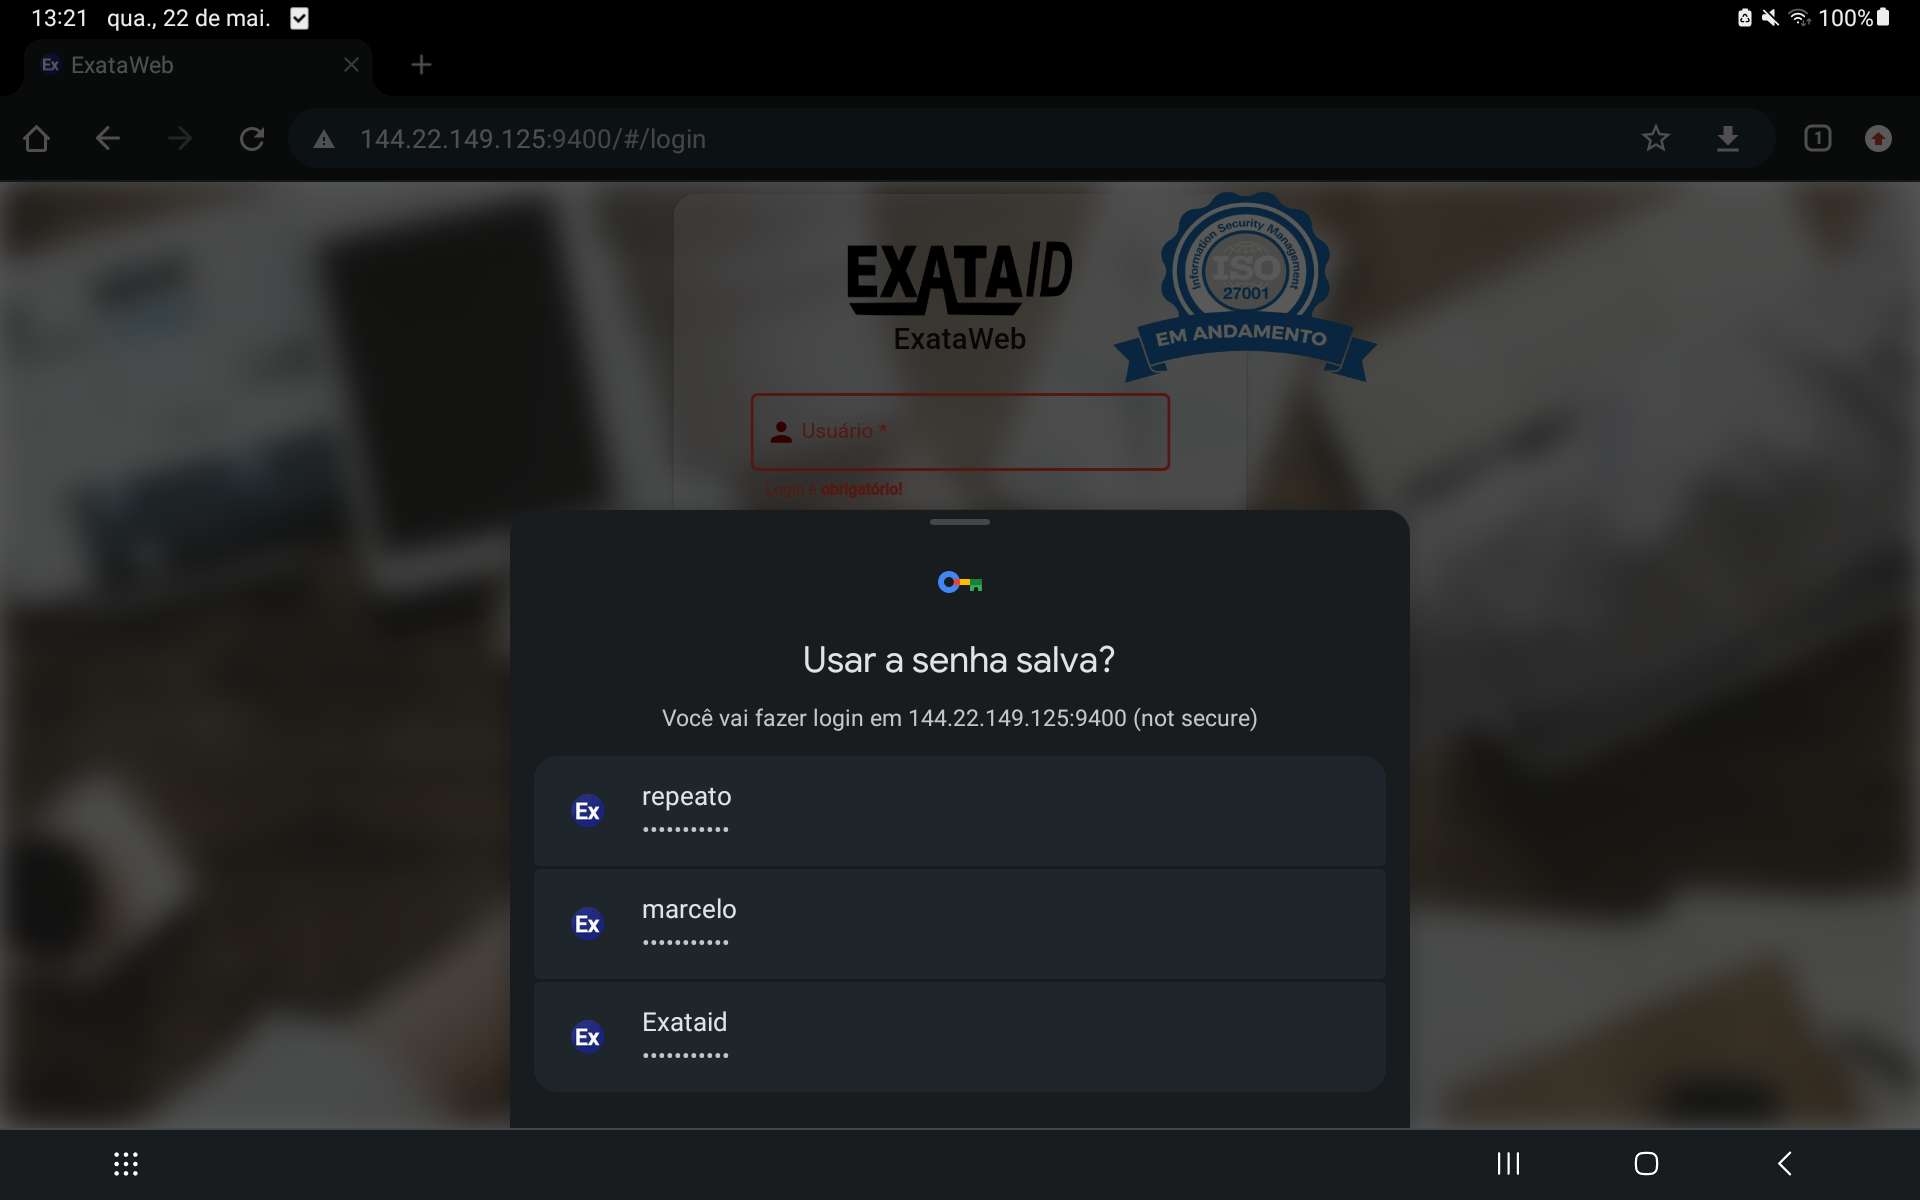 13:21 qua., 22 de mai. 100%
Ex ExataWeb
144.22.149.125:9400/#/login 1
EXATAID
ExataWeb
Information Security Management
ISO
27001
EM ANDAMENTO
Usuário *
Login é obrigatório!
Usar a senha salva?
Você vai fazer login em 144.22.149.125:9400 (not secure)
Ex repeato
•••••••••••
Ex marcelo
•••••••••••
Ex Exataid
•••••••••••